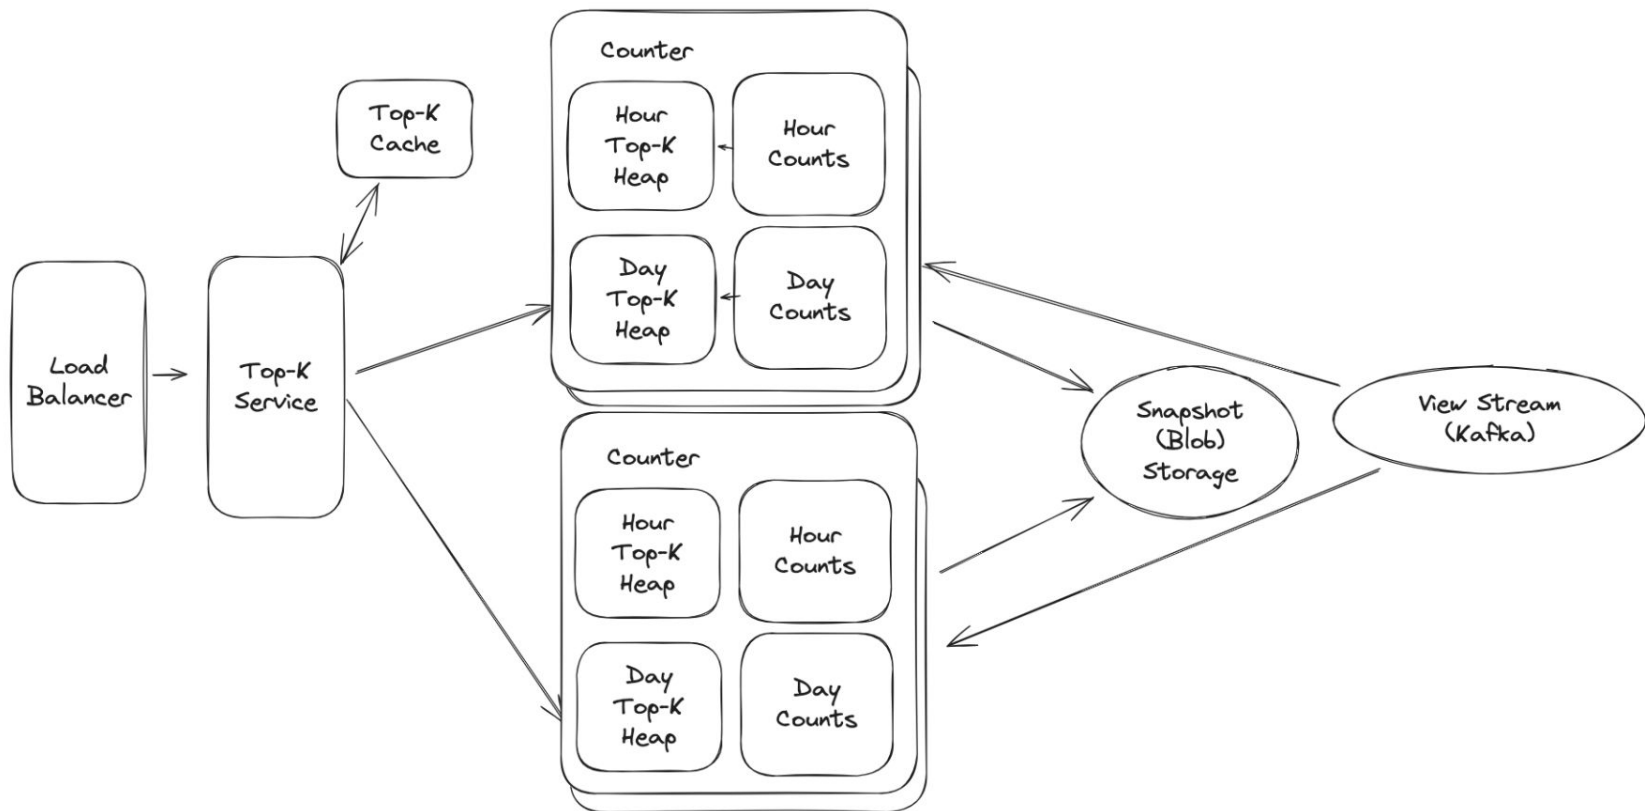 Counter
Top-K
Cache
Hour
Top-K
Heap
Hour
Counts
Day
Top-K
Heap
Day
Counts
Load
Balancer
Top-K
Service
Snapshot
(Blob)
Storage
View Stream
(Kafka)
Counter
Hour
Top-K
Heap
Hour
Counts
Day
Top-K
Heap
Day
Counts